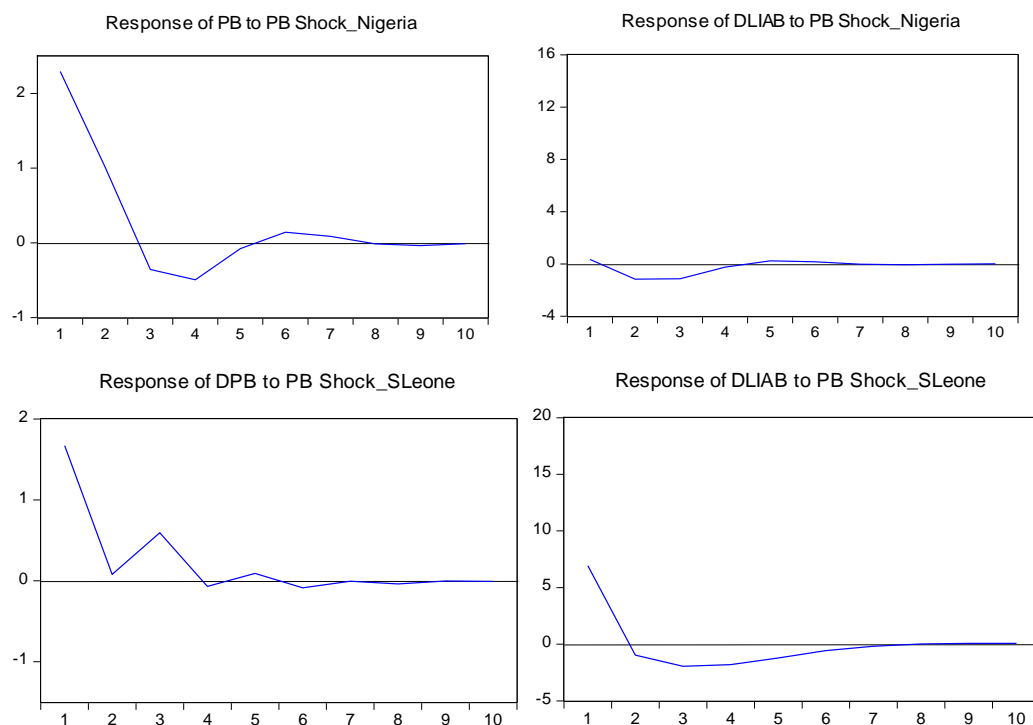 Response of PB to PB Shock_Nigeria
2
1
0
-1
1 2 3 4 5 6 7 8 9 10
Response of DLIAB to PB Shock_Nigeria
16
12
8
4
0
-4
1 2 3 4 5 6 7 8 9 10
Response of DPB to PB Shock_SLeone
2
1
0
-1
1 2 3 4 5 6 7 8 9 10
Response of DLIAB to PB Shock_SLeone
20
15
10
5
0
-5
1 2 3 4 5 6 7 8 9 10